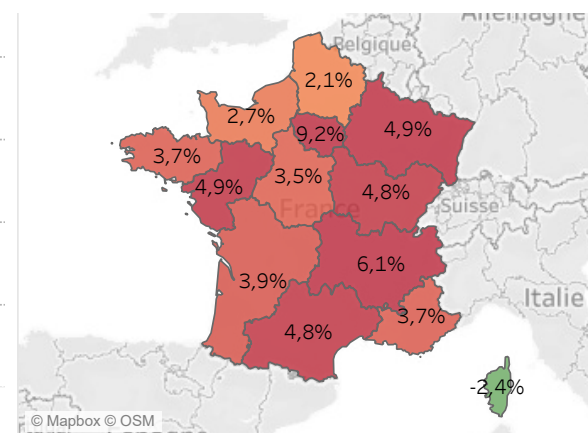 Allemagne
Belgique
2,1%
2,7%
9,2%
4,9%
3,7%
4,9%
3,5%
4,8%
France
Suisse
6,1%
3,9%
Italie
3,7%
4,8%
-2,4%
© Mapbox © OSM